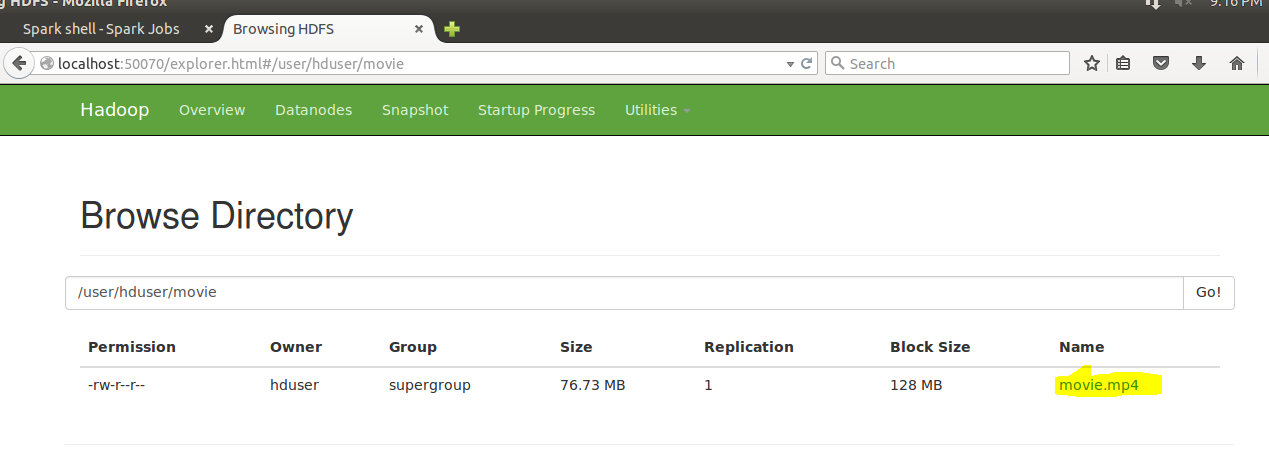 g HDFS - Mozilla Firefox
9:16 PM
Spark shell - Spark Jobs × Browsing HDFS ×
localhost:50070/explorer.html#/user/hduser/movie Search
Hadoop Overview Datanodes Snapshot Startup Progress Utilities
Browse Directory
/user/hduser/movie Go!
Permission Owner Group Size Replication Block Size Name
-rw-r--r-- hduser supergroup 76.73 MB 1 128 MB movie.mp4